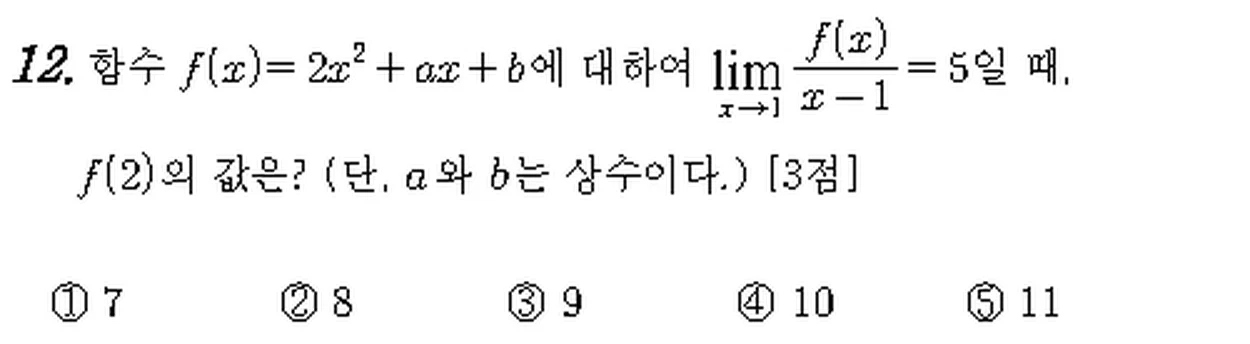 12. 함수 f(x)=2x²+ax+b에 대하여 lim_{x→1} f(x)/(x-1) = 5일 때,
f(2)의 값은? (단, a와 b는 상수이다.) [3점]
① 7 ② 8 ③ 9 ④ 10 ⑤ 11